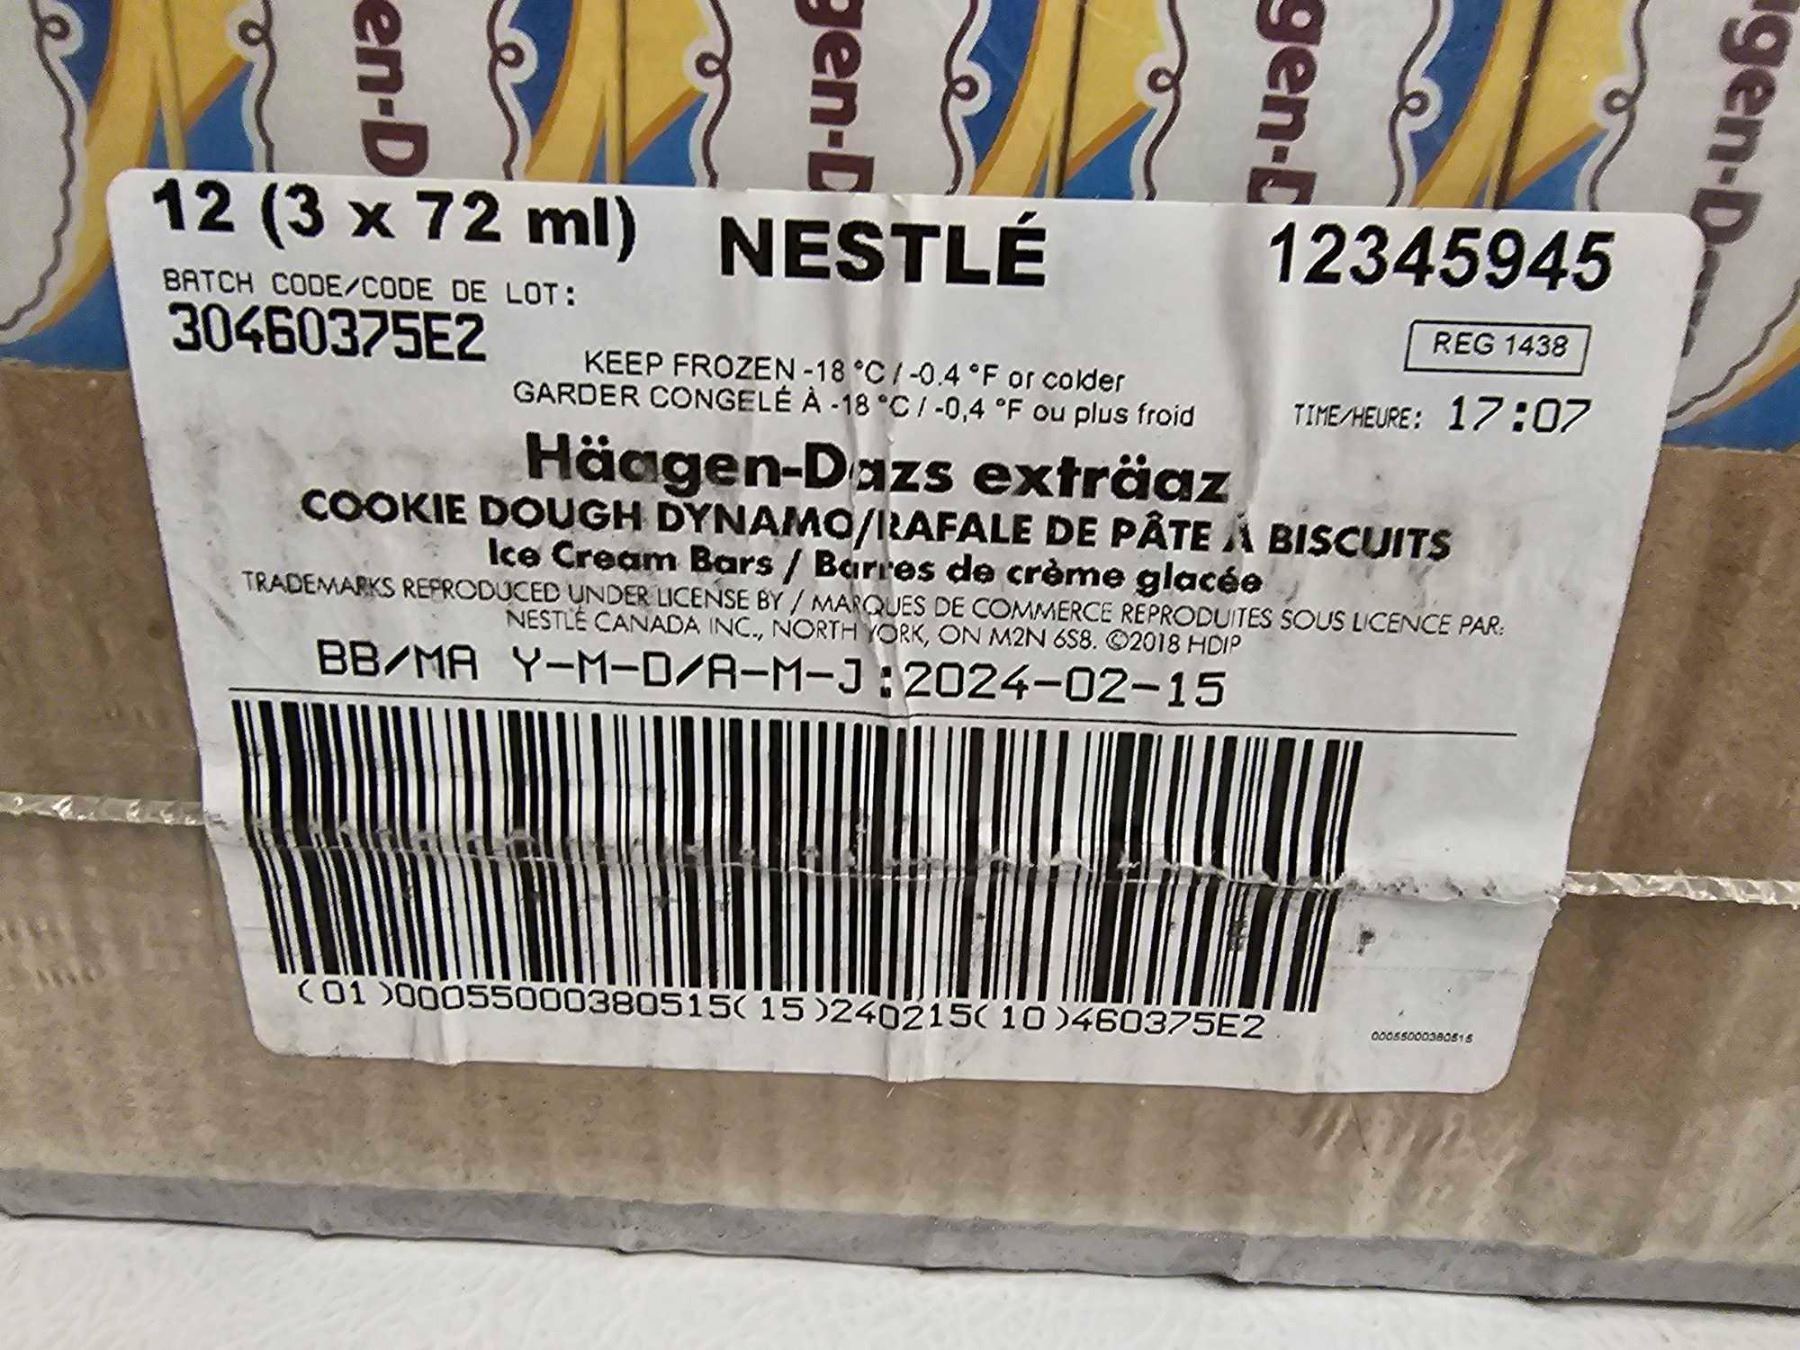 en-D
gen-D
gen-D
gen-D
12 (3 x 72 ml)
NESTLÉ
12345945
BATCH CODE/CODE DE LOT:
30460375E2
REG 1438
KEEP FROZEN -18 °C / -0.4 °F or colder
GARDER CONGELÉ À -18 °C / -0,4 °F ou plus froid
TIME/HEURE: 17:07
Häagen-Dazs exträaz
COOKIE DOUGH DYNAMO/RAFALE DE PÂTE À BISCUITS
Ice Cream Bars / Barres de crème glacée
TRADEMARKS REPRODUCED UNDER LICENSE BY / MARQUES DE COMMERCE REPRODUITES SOUS LICENCE PAR:
NESTLÉ CANADA INC., NORTH YORK, ON M2N 6S8. ©2018 HDIP
BB/MA Y-M-D/A-M-J:2024-02-15
(01)00055000380515(15)240215(10)460375E2
00055000380515